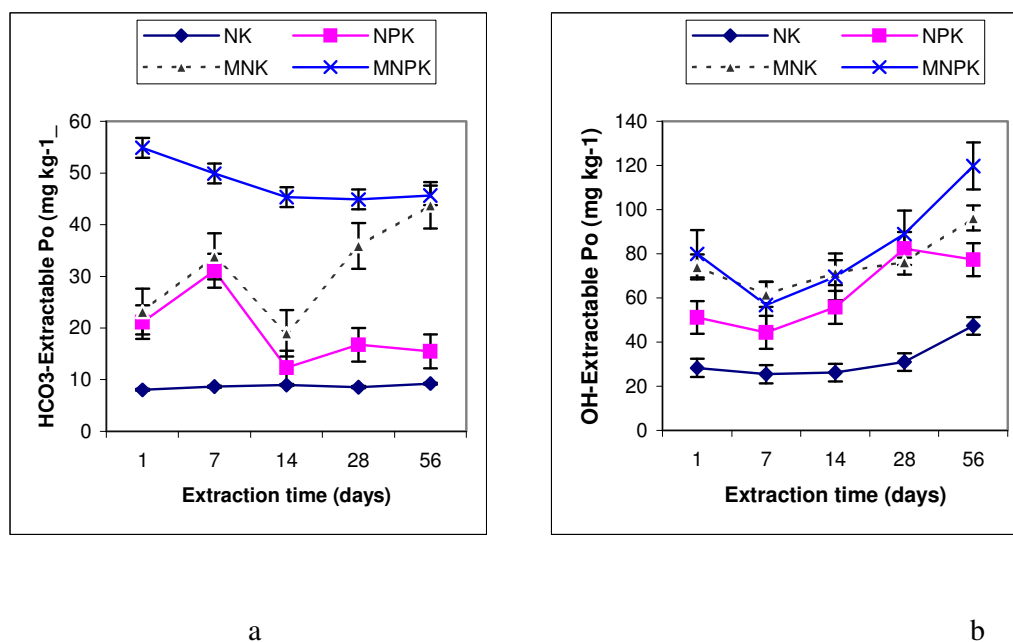 NK NPK
MNK MNPK
HCO3-Extractable Po (mg kg-1_
60
50
40
30
20
10
0
1 7 14 28 56
Extraction time (days)
a
NK NPK
MNK MNPK
OH-Extractable Po (mg kg-1)
140
120
100
80
60
40
20
0
1 7 14 28 56
Extraction time (days)
b